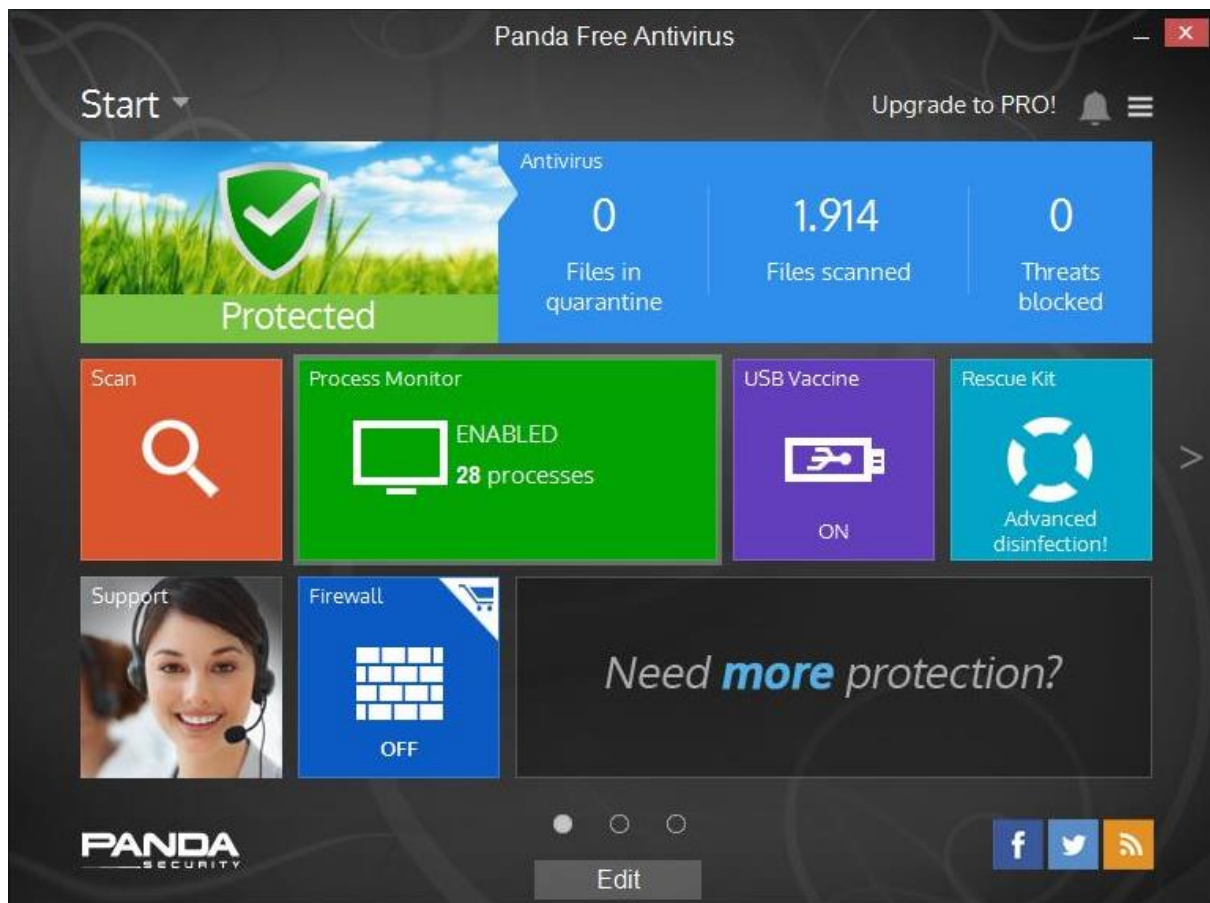 Panda Free Antivirus
Start
Upgrade to PRO!
Antivirus
0
Files in
quarantine
1.914
Files scanned
0
Threats
blocked
Protected
Scan
Process Monitor
ENABLED
28 processes
USB Vaccine
ON
Rescue Kit
Advanced
disinfection!
>
Support
Firewall
OFF
Need more protection?
PANDA
SECURITY
Edit
f